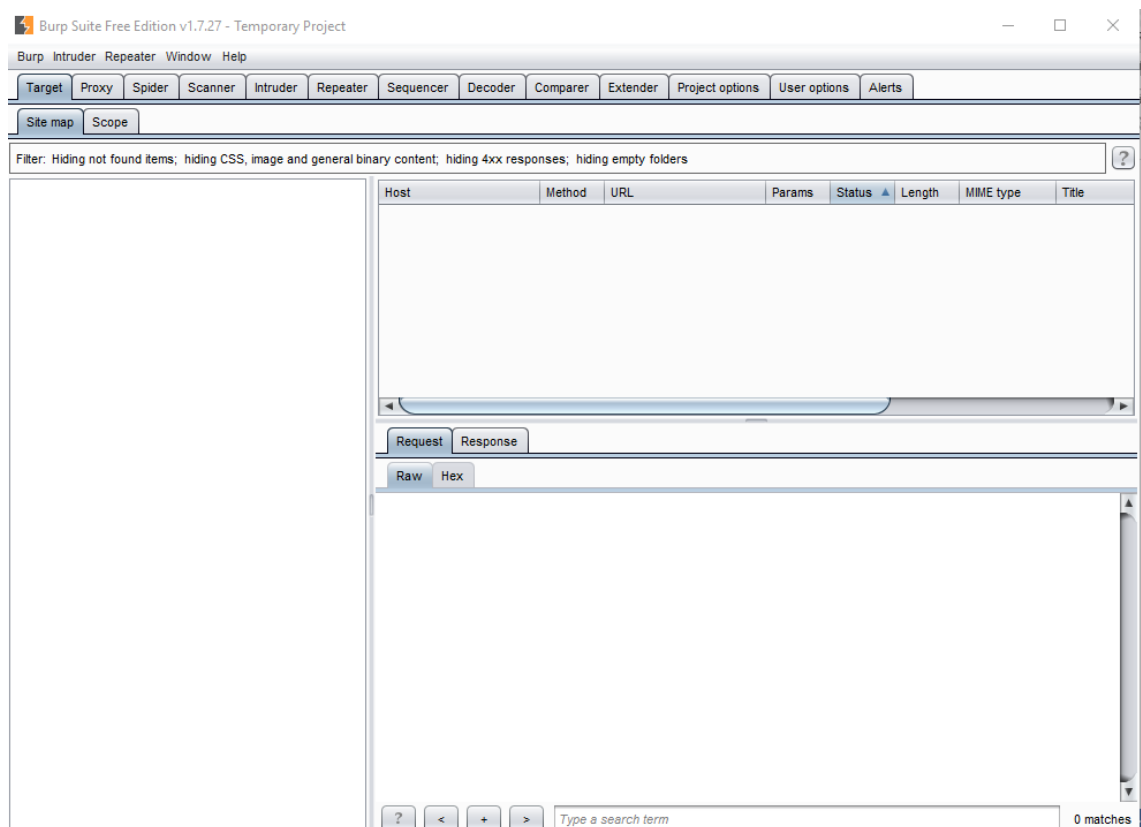 Burp Suite Free Edition v1.7.27 - Temporary Project
Burp Intruder Repeater Window Help
Target Proxy Spider Scanner Intruder Repeater Sequencer Decoder Comparer Extender Project options User options Alerts
Site map Scope
Filter: Hiding not found items; hiding CSS, image and general binary content; hiding 4xx responses; hiding empty folders ?
Host Method URL Params Status Length MIME type Title
Request Response
Raw Hex
? < + > Type a search term 0 matches